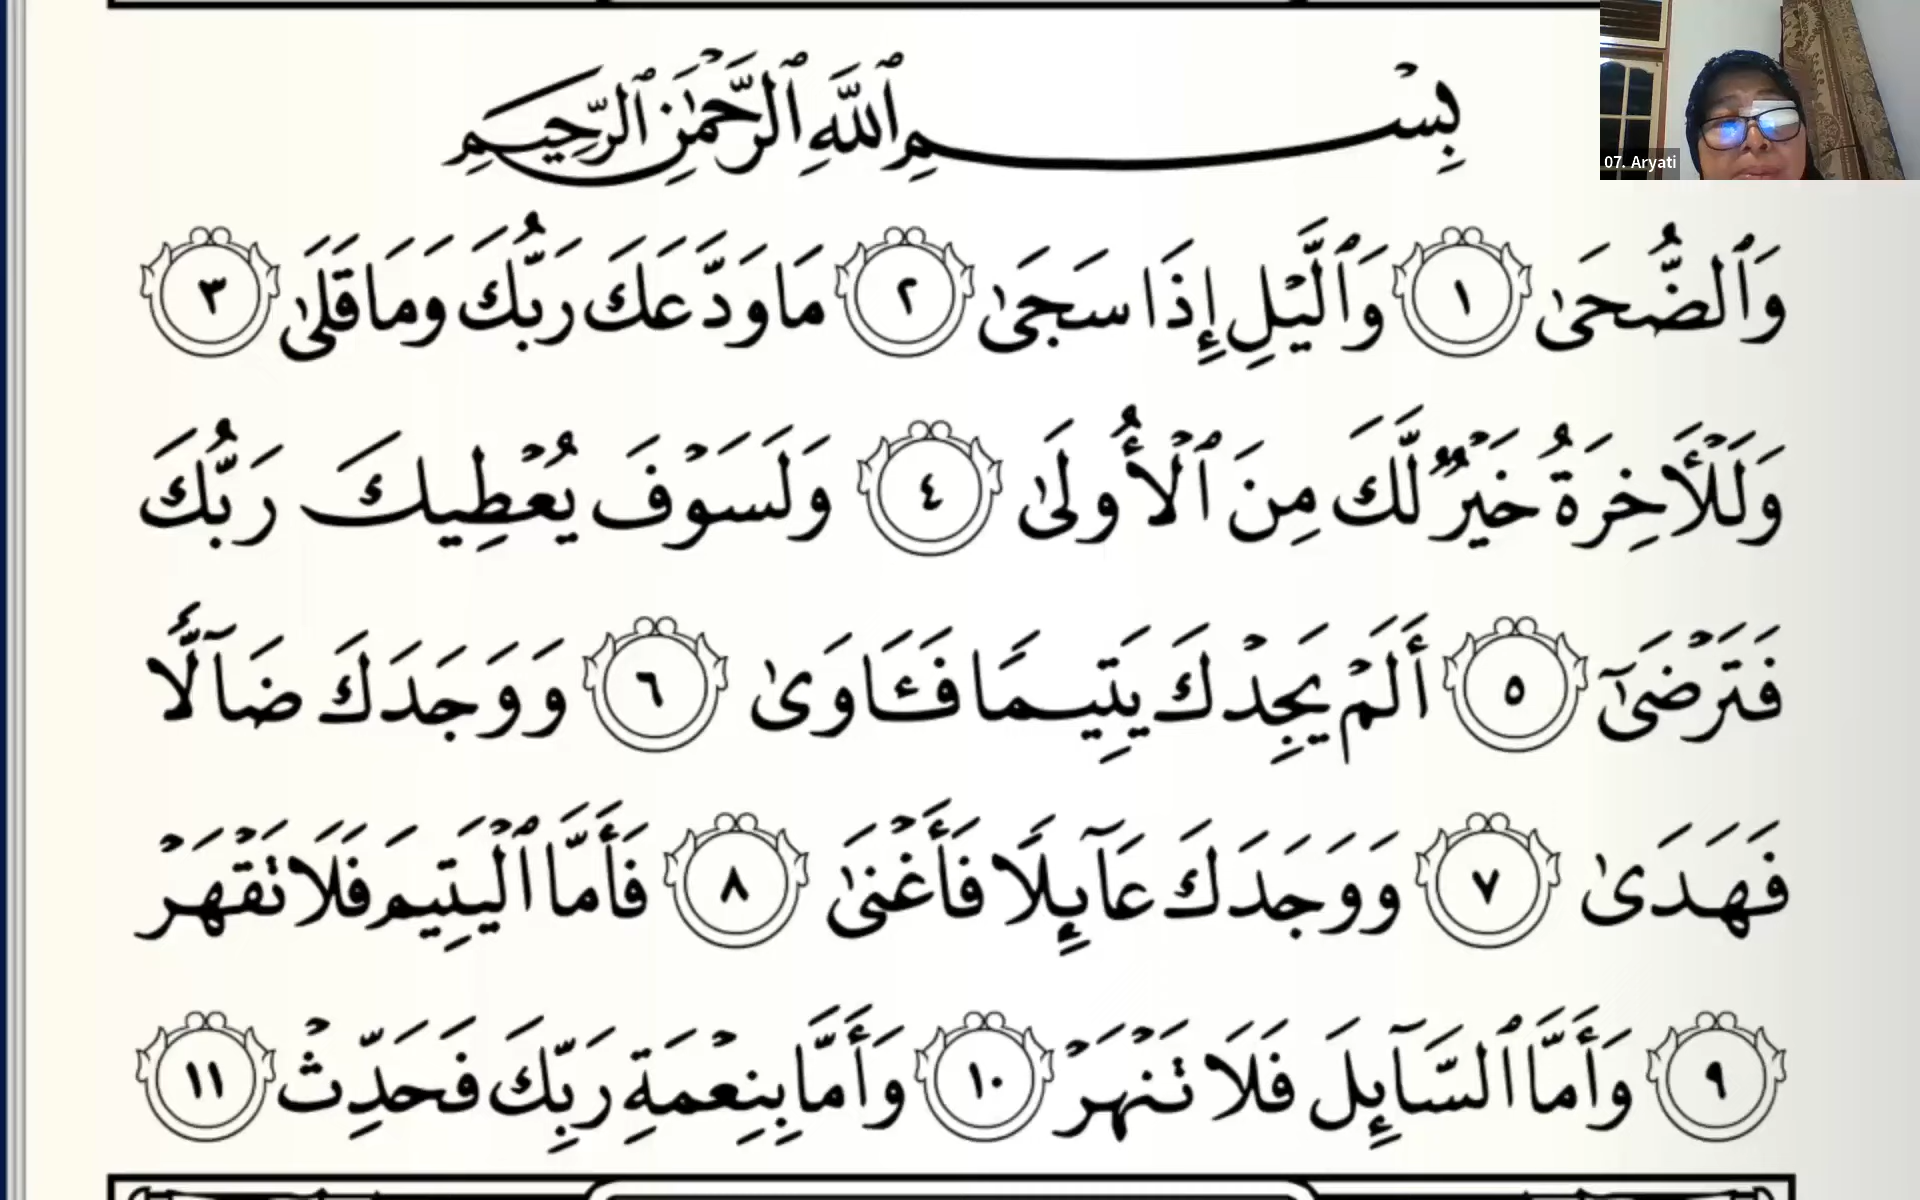 بِسْمِ ٱللَّهِ ٱلرَّحْمَٰنِ ٱلرَّحِيمِ
07. Aryati
وَٱلضُّحَىٰ ١ وَٱلَّيْلِ إِذَا سَجَىٰ ٢ مَا وَدَّعَكَ رَبُّكَ وَمَا قَلَىٰ ٣
وَلَلْأَخِرَةُ خَيْرٌ لَّكَ مِنَ ٱلْأُولَىٰ ٤ وَلَسَوْفَ يُعْطِيكَ رَبُّكَ
فَتَرْضَىٰٓ ٥ أَلَمْ يَجِدْكَ يَتِيمًا فَـَٔاوَىٰ ٦ وَوَجَدَكَ ضَآلًّا
فَهَدَىٰ ٧ وَوَجَدَكَ عَآئِلًا فَأَغْنَىٰ ٨ فَأَمَّا ٱلْيَتِيمَ فَلَا تَقْهَرْ
٩ وَأَمَّا ٱلسَّآئِلَ فَلَا تَنْهَرْ ١٠ وَأَمَّا بِنِعْمَةِ رَبِّكَ فَحَدِّثْ ١١